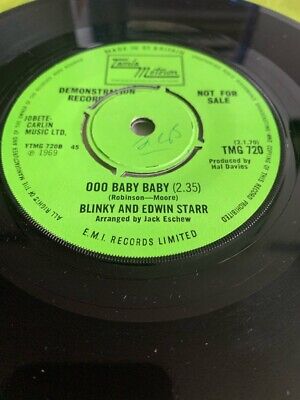 MADE IN GT BRITAIN
Tamla
Motown
DEMONSTRATION
RECORD
NOT FOR
SALE
JOBETE-
CARLIN
MUSIC LTD.
YTMG 720B 45
℗ 1969
(2.1.70)
TMG 720
Produced by
Hal Davies
OOO BABY BABY (2.35)
(Robinson—Moore)
BLINKY AND EDWIN STARR
Arranged by Jack Eschew
E.M.I. RECORDS LIMITED